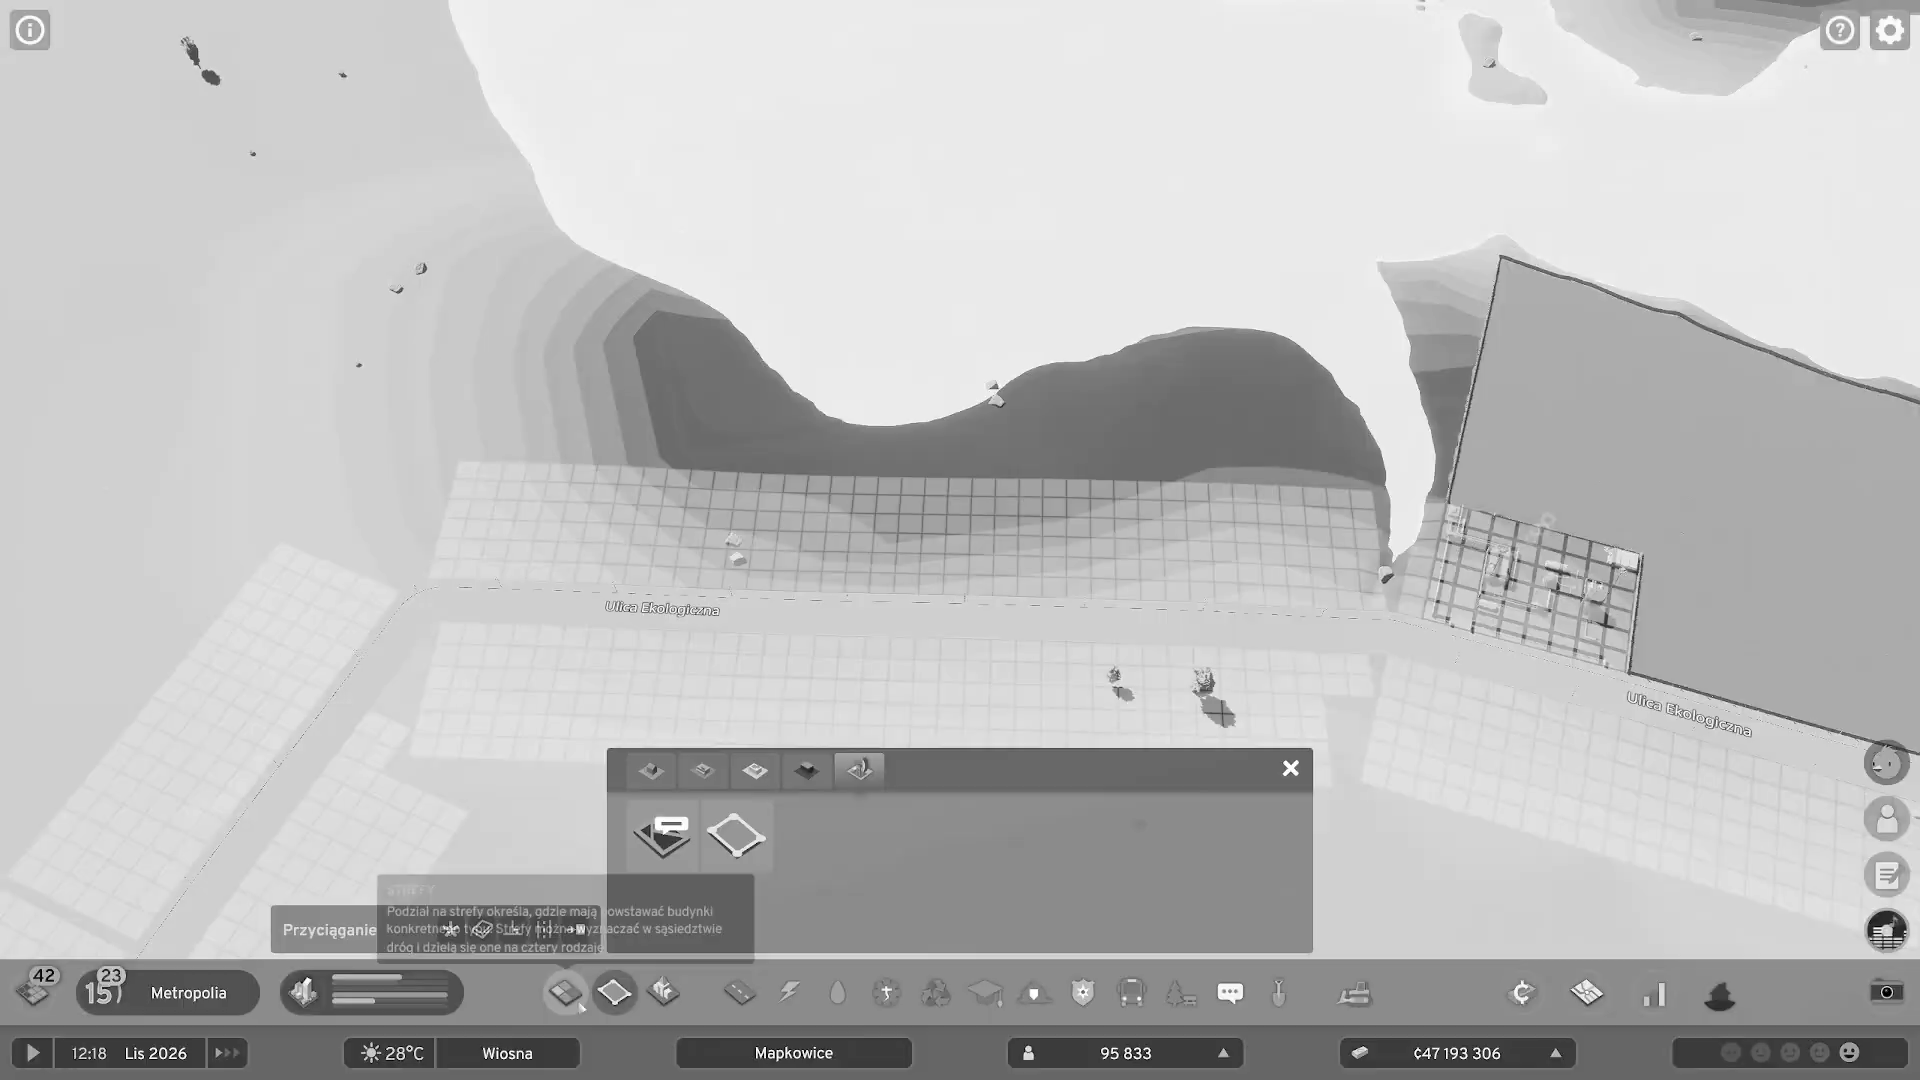 Ulica Ekologiczna
Ulica Ekologiczna
STREFY
Podział na strefy określa, gdzie mają powstawać budynki
konkretnego typu. Strefy można wyznaczać w sąsiedztwie
dróg i dzielą się one na cztery rodzaje
Przyciąganie
42
23
15
Metropolia
12:18
Lis 2026
28°C
Wiosna
Mapkowice
95 833
¢47 193 306